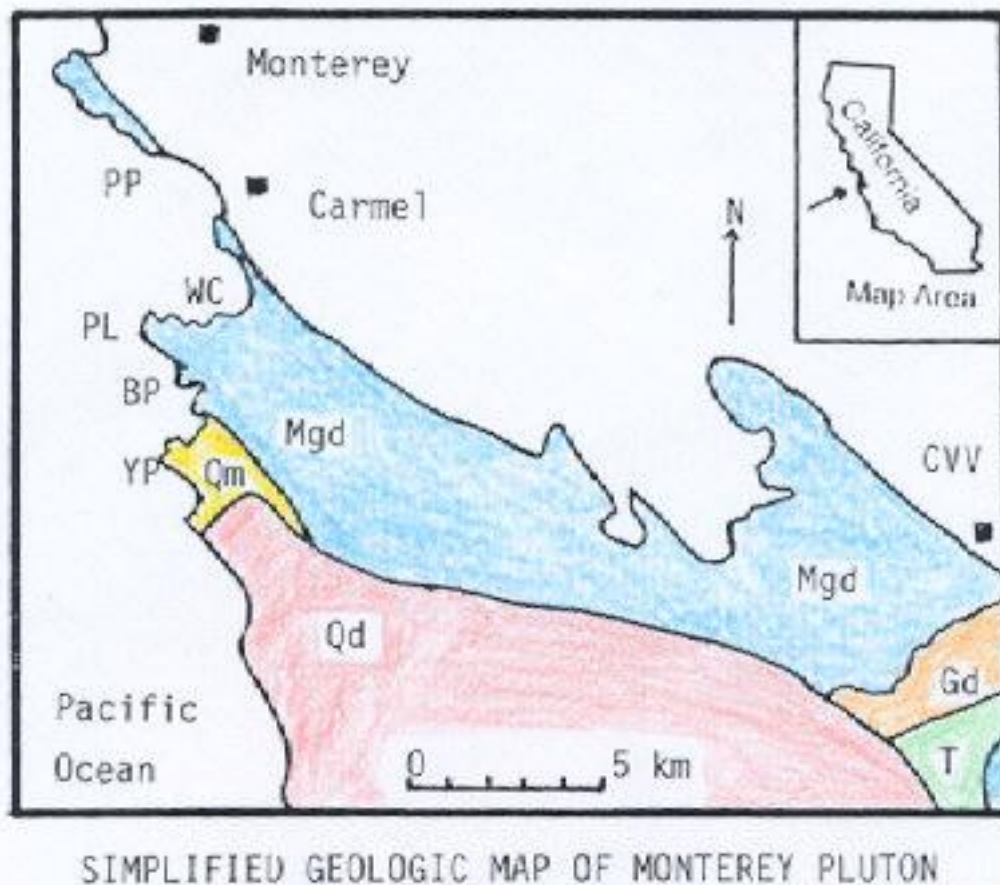 Monterey
California
PP
Carmel
N
Map Area
WC
PL
BP
Mgd
CVV
YP
Qm
Mgd
Qd
Gd
Pacific
Ocean
0 5 km
T
SIMPLIFIED GEOLOGIC MAP OF MONTEREY PLUTON